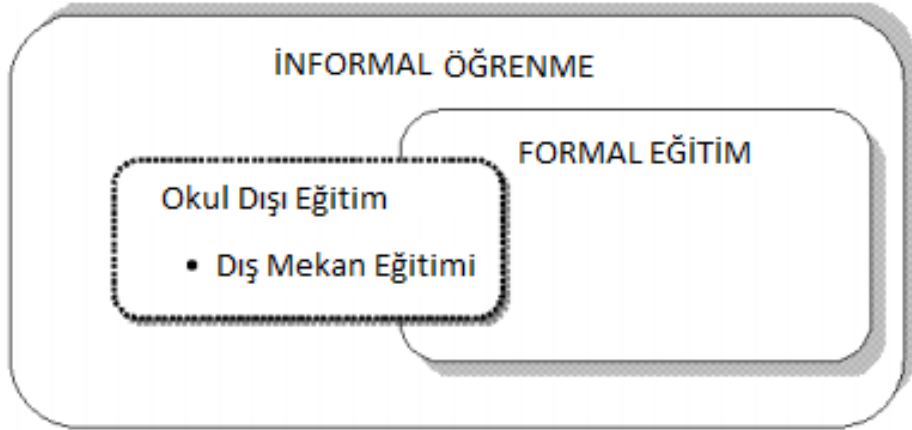 İNFORMAL ÖĞRENME
FORMAL EĞİTİM
Okul Dışı Eğitim
• Dış Mekan Eğitimi